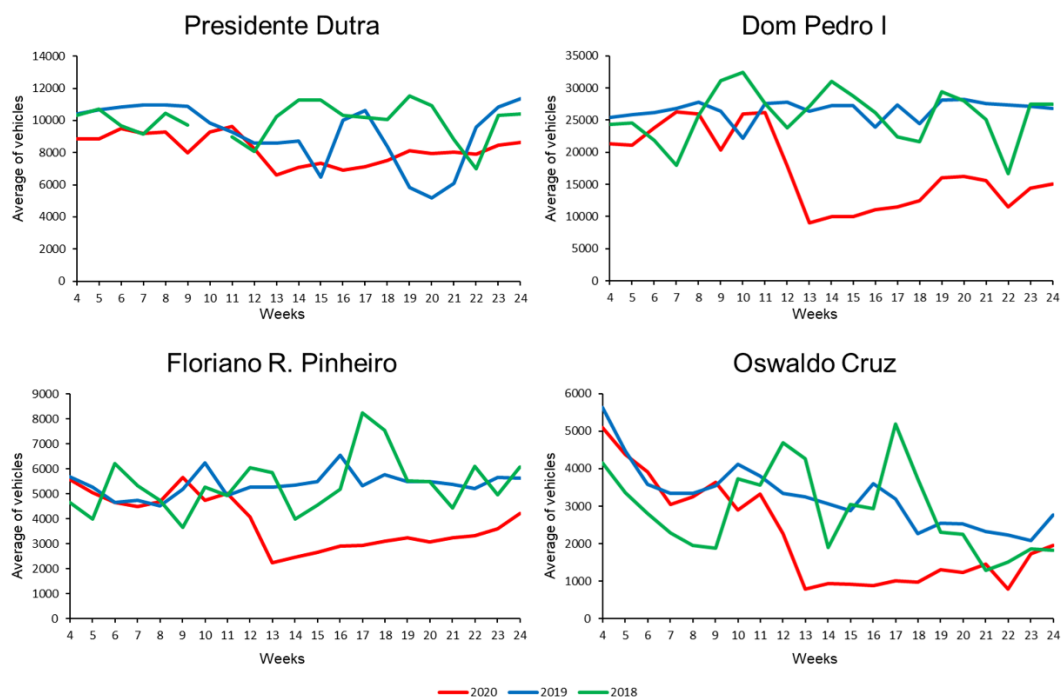 Presidente Dutra
Average of vehicles
14000
12000
10000
8000
6000
4000
2000
0
4 5 6 7 8 9 10 11 12 13 14 15 16 17 18 19 20 21 22 23 24
Weeks
Dom Pedro I
Average of vehicles
35000
30000
25000
20000
15000
10000
5000
0
4 5 6 7 8 9 10 11 12 13 14 15 16 17 18 19 20 21 22 23 24
Weeks
Floriano R. Pinheiro
Average of vehicles
9000
8000
7000
6000
5000
4000
3000
2000
1000
0
4 5 6 7 8 9 10 11 12 13 14 15 16 17 18 19 20 21 22 23 24
Weeks
Oswaldo Cruz
Average of vehicles
6000
5000
4000
3000
2000
1000
0
4 5 6 7 8 9 10 11 12 13 14 15 16 17 18 19 20 21 22 23 24
Weeks
2020 2019 2018